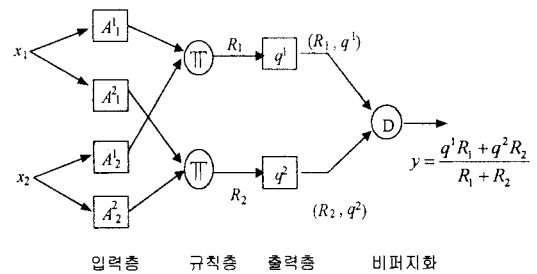 x₁
A¹₁
A²₁
x₂
A¹₂
A²₂
π
R₁
q¹
(R₁, q¹)
π
R₂
q²
(R₂, q²)
D
y = (q¹R₁ + q²R₂) / (R₁ + R₂)
입력층 규칙층 출력층 비퍼지화